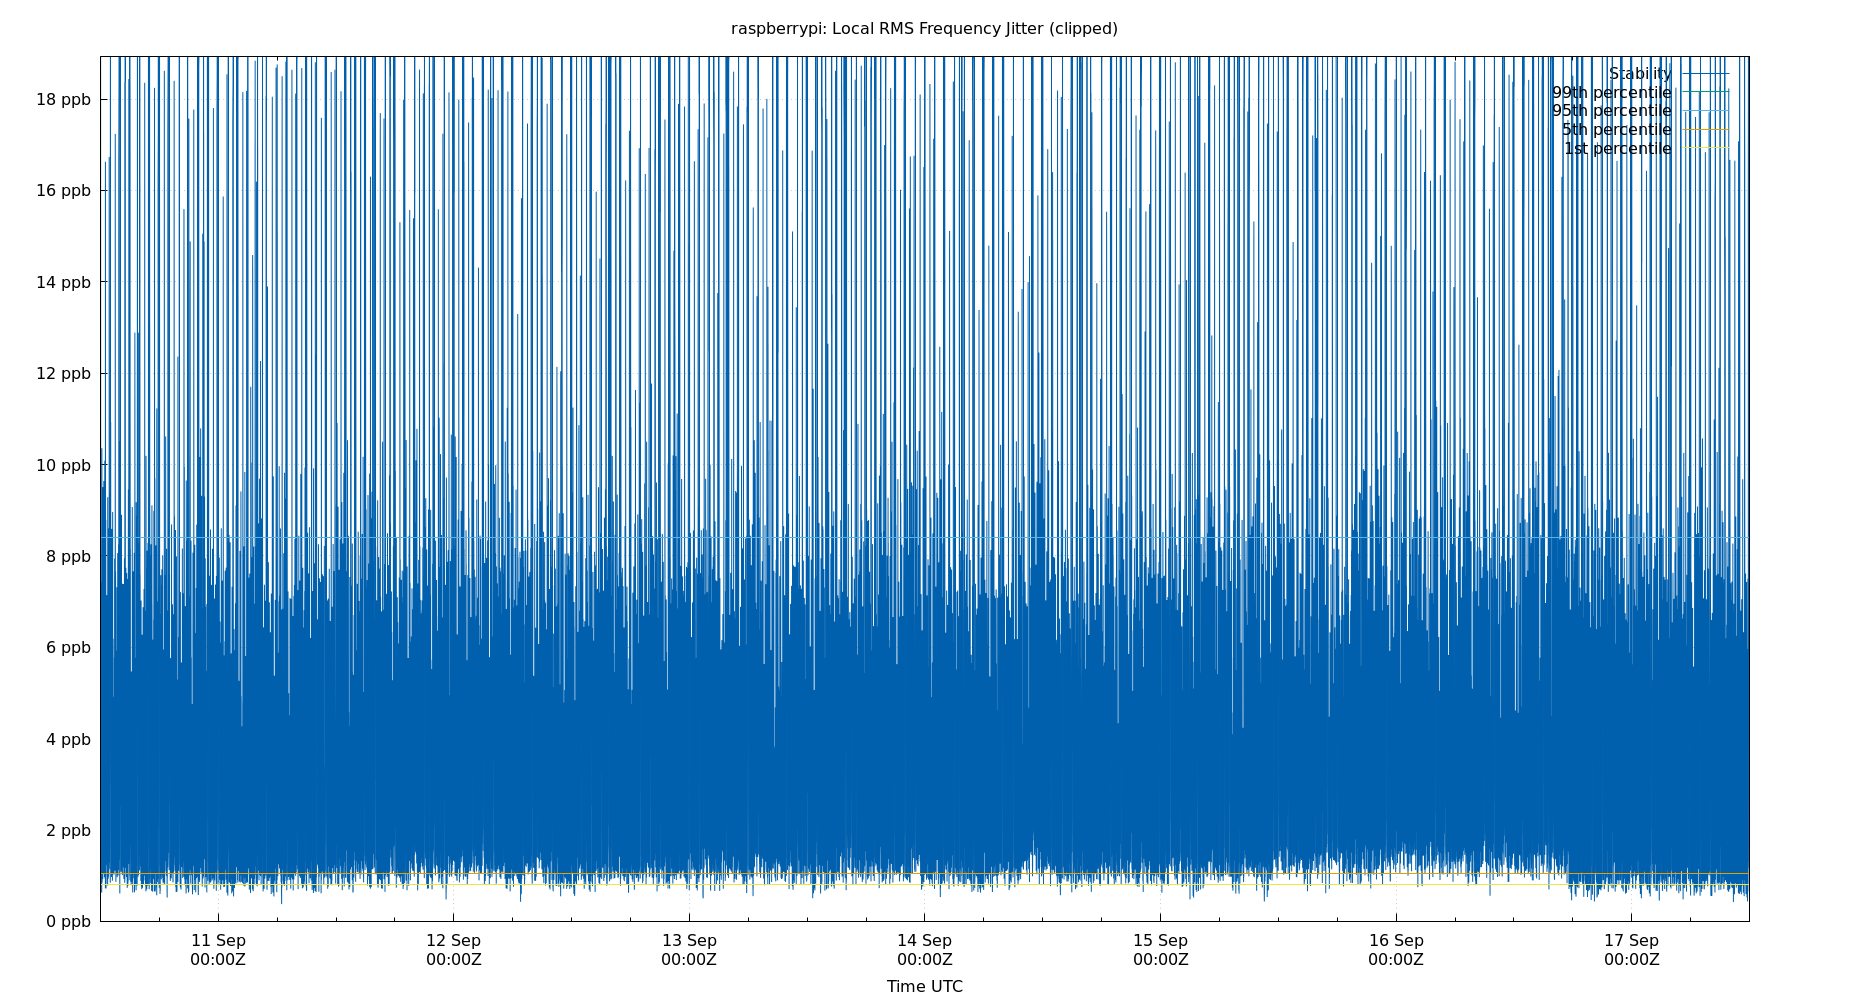 raspberrypi: Local RMS Frequency Jitter (clipped)
Stability
99th percentile
95th percentile
5th percentile
1st percentile
18 ppb
16 ppb
14 ppb
12 ppb
10 ppb
8 ppb
6 ppb
4 ppb
2 ppb
0 ppb
11 Sep 12 Sep 13 Sep 14 Sep 15 Sep 16 Sep 17 Sep
00:00Z 00:00Z 00:00Z 00:00Z 00:00Z 00:00Z 00:00Z
Time UTC